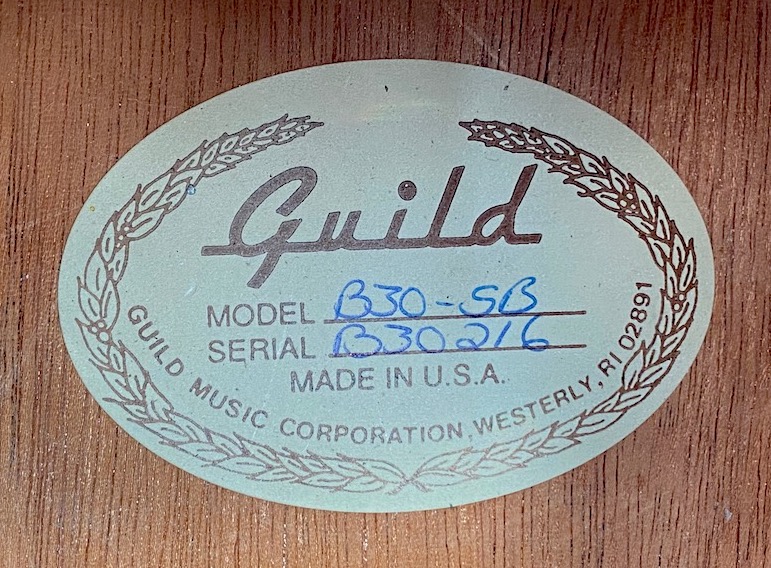 Guild
MODEL B30-SB
SERIAL B30216
MADE IN U.S.A.
GUILD MUSIC CORPORATION, WESTERLY, RI 02891